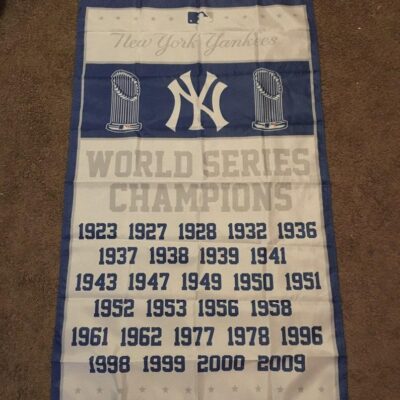 New York Yankees
NY
WORLD SERIES
CHAMPIONS
1923 1927 1928 1932 1936
1937 1938 1939 1941
1943 1947 1949 1950 1951
1952 1953 1956 1958
1961 1962 1977 1978 1996
1998 1999 2000 2009